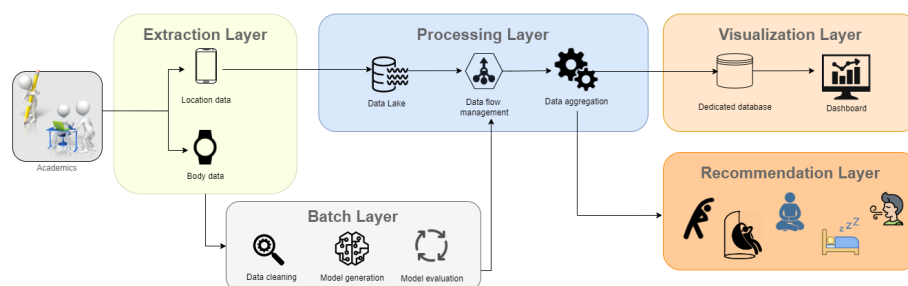 Extraction Layer
Location data
Body data
Academics
Processing Layer
Data Lake
Data flow
management
Data aggregation
Visualization Layer
Dedicated database
Dashboard
Batch Layer
Data cleaning
Model generation
Model evaluation
Recommendation Layer
z z Z